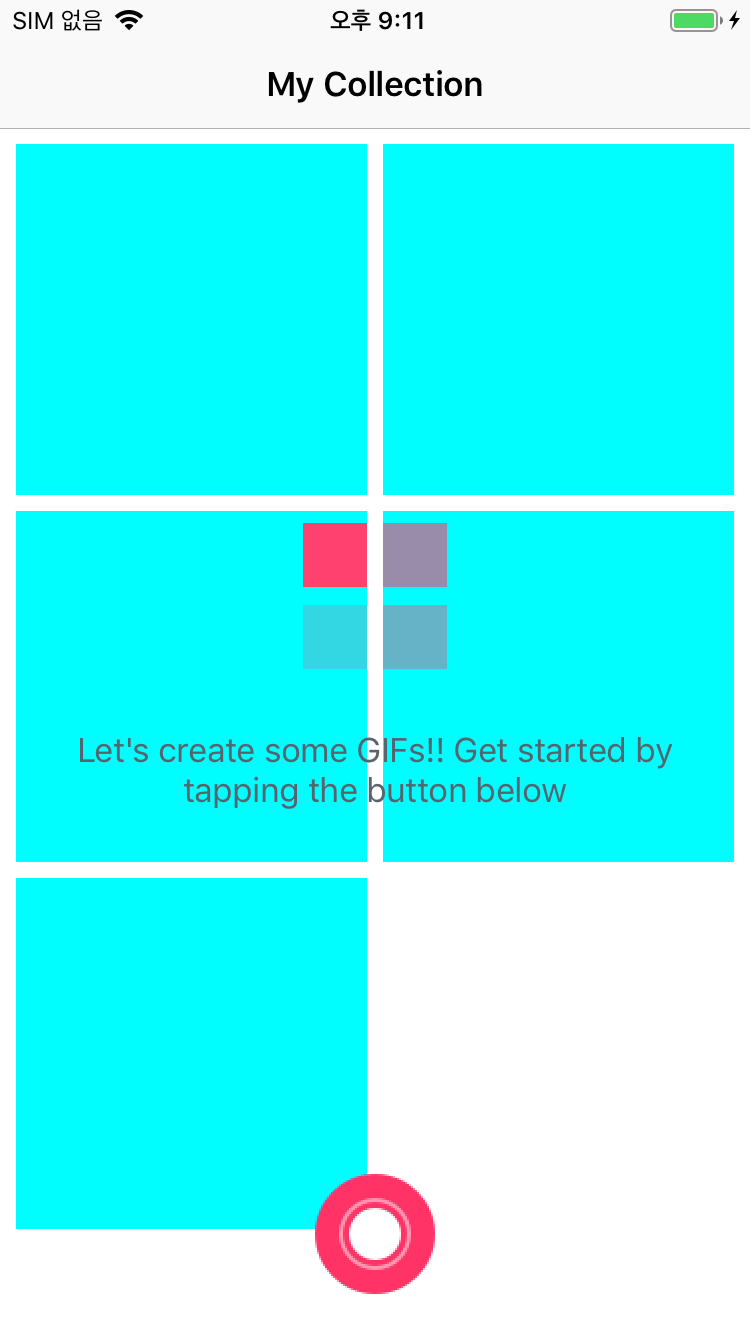 SIM 없음 오후 9:11
My Collection
Let's create some GIFs!! Get started by
tapping the button below